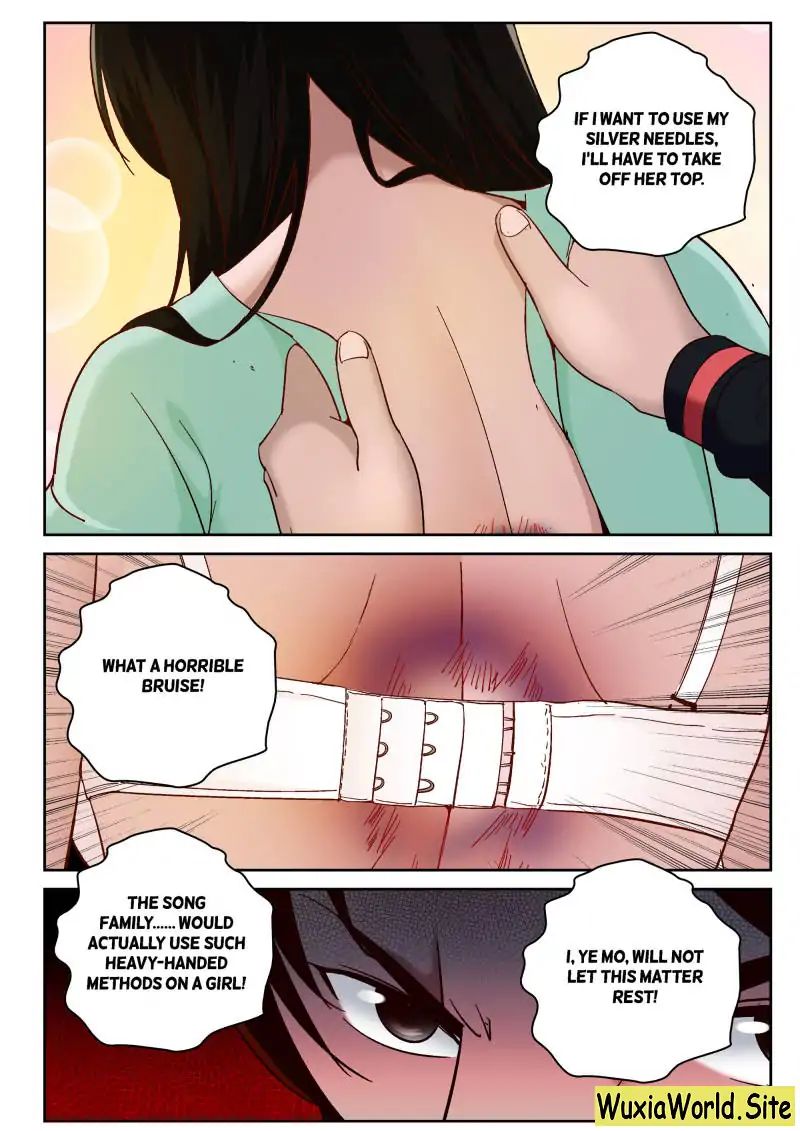 IF I WANT TO USE MY
SILVER NEEDLES,
I'LL HAVE TO TAKE
OFF HER TOP.
WHAT A HORRIBLE
BRUISE!
THE SONG
FAMILY...... WOULD
ACTUALLY USE SUCH
HEAVY-HANDED
METHODS ON A GIRL!
I, YE MO, WILL NOT
LET THIS MATTER
REST!
WuxiaWorld.Site